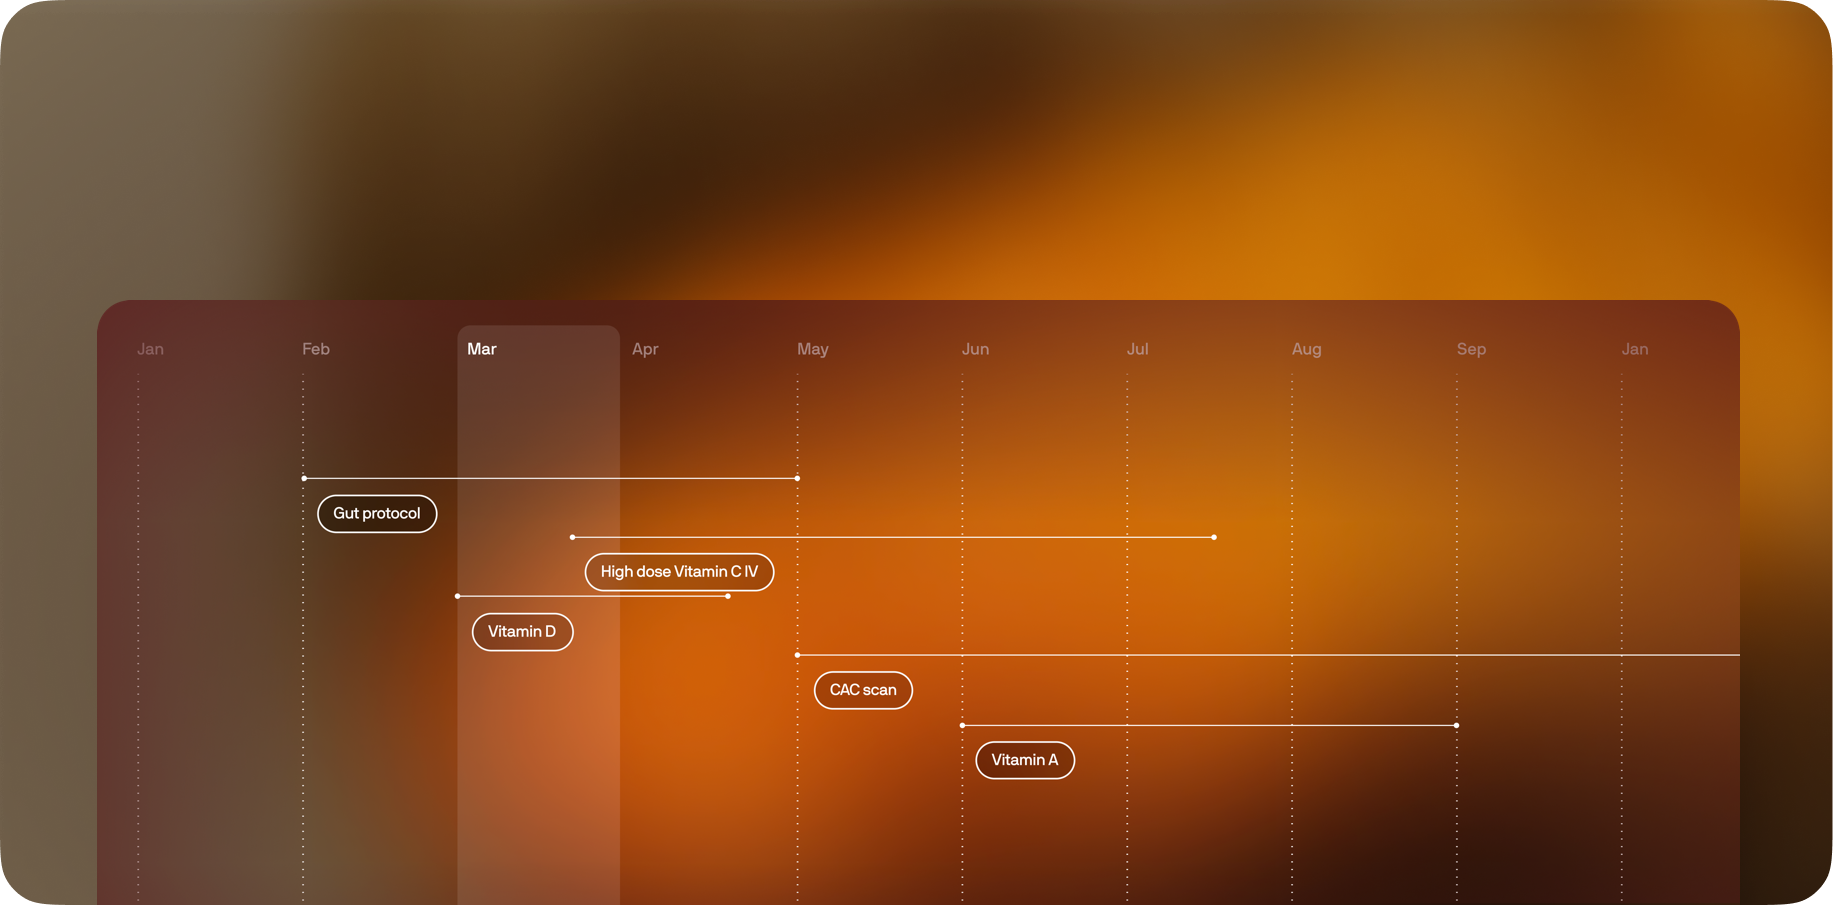 Jan Feb Mar Apr May Jun Jul Aug Sep Jan
Gut protocol
High dose Vitamin C IV
Vitamin D
CAC scan
Vitamin A